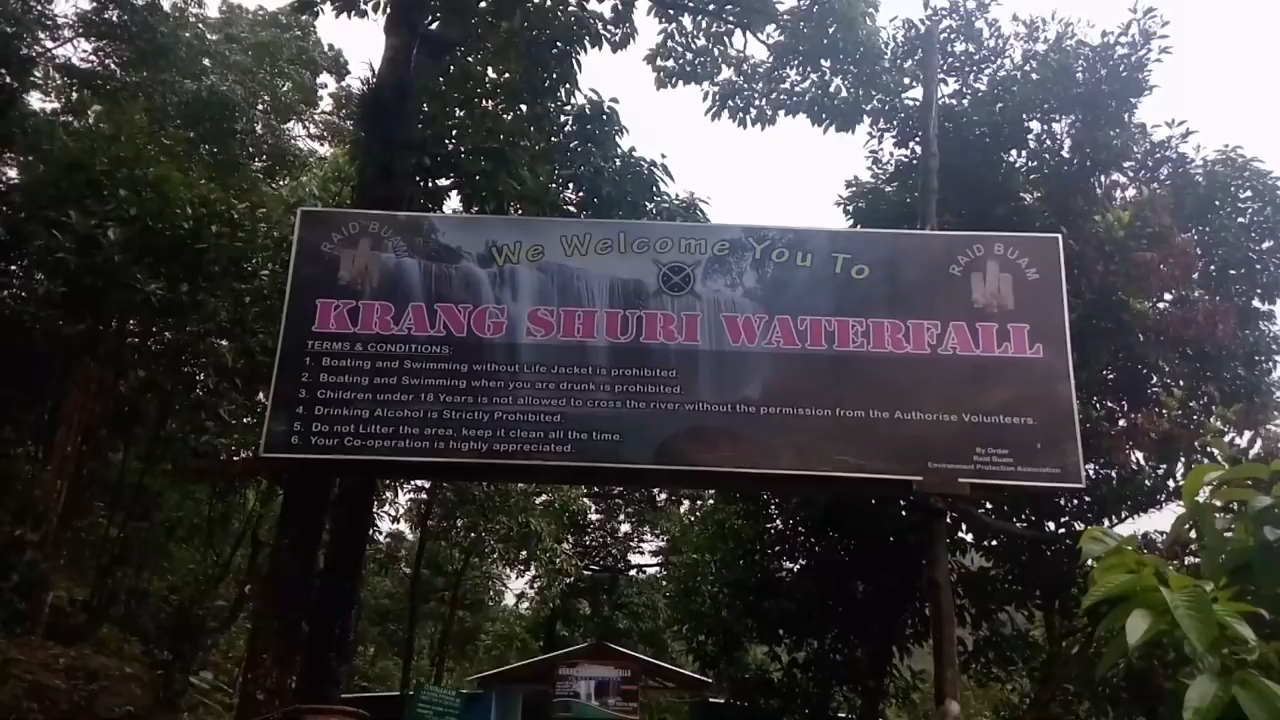 RAID BUAM
We Welcome You To
RAID BUAM
KRANG SHURI WATERFALL
TERMS & CONDITIONS:
1. Boating and Swimming without Life Jacket is prohibited.
2. Boating and Swimming when you are drunk is prohibited.
3. Children under 18 Years is not allowed to cross the river without the permission from the Authorise Volunteers.
4. Drinking Alcohol is Strictly Prohibited.
5. Do not Litter the area, keep it clean all the time.
6. Your Co-operation is highly appreciated.
By Order
Raid Buam
Environment Protection Association